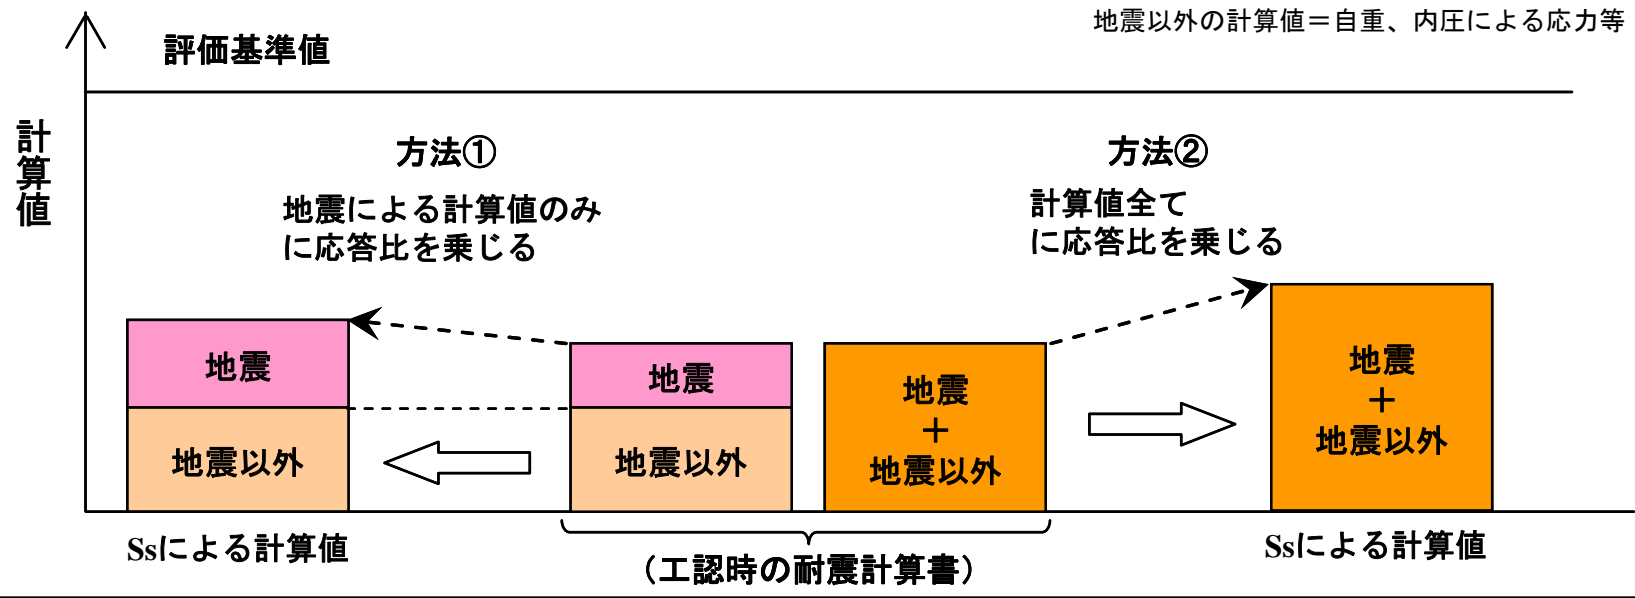 地震以外の計算値＝自重、内圧による応力等
評価基準値
計算値
方法①
地震による計算値のみ
に応答比を乗じる
方法②
計算値全て
に応答比を乗じる
地震
地震以外
地震
地震以外
地震
＋
地震以外
地震
＋
地震以外
Ssによる計算値
（工認時の耐震計算書）
Ssによる計算値